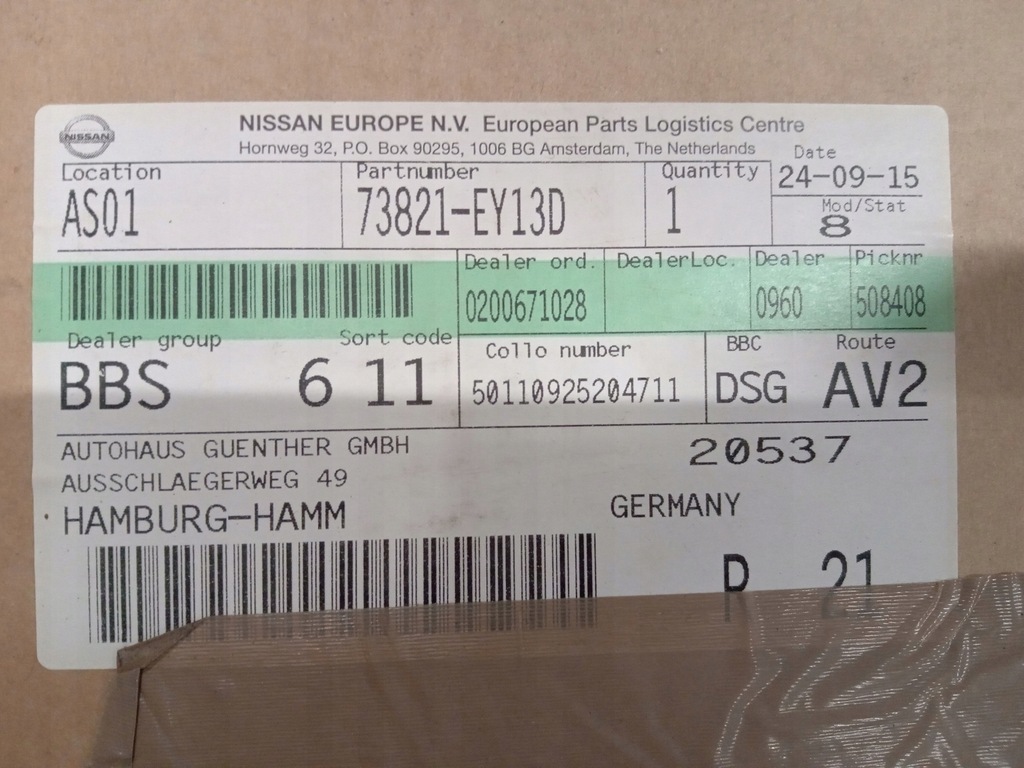 NISSAN
NISSAN EUROPE N.V. European Parts Logistics Centre
Hornweg 32, P.O. Box 90295, 1006 BG Amsterdam, The Netherlands
Date
24-09-15
Location
Partnumber
Quantity
AS01
73821-EY13D
1
Mod/Stat
8
Dealer ord.
DealerLoc.
Dealer
Picknr
0200671028
0960
508408
Dealer group
Sort code
Collo number
BBC
Route
BBS
6 11
50110925204711
DSG
AV2
AUTOHAUS GUENTHER GMBH
20537
AUSSCHLAEGERWEG 49
HAMBURG-HAMM
GERMANY
P 21